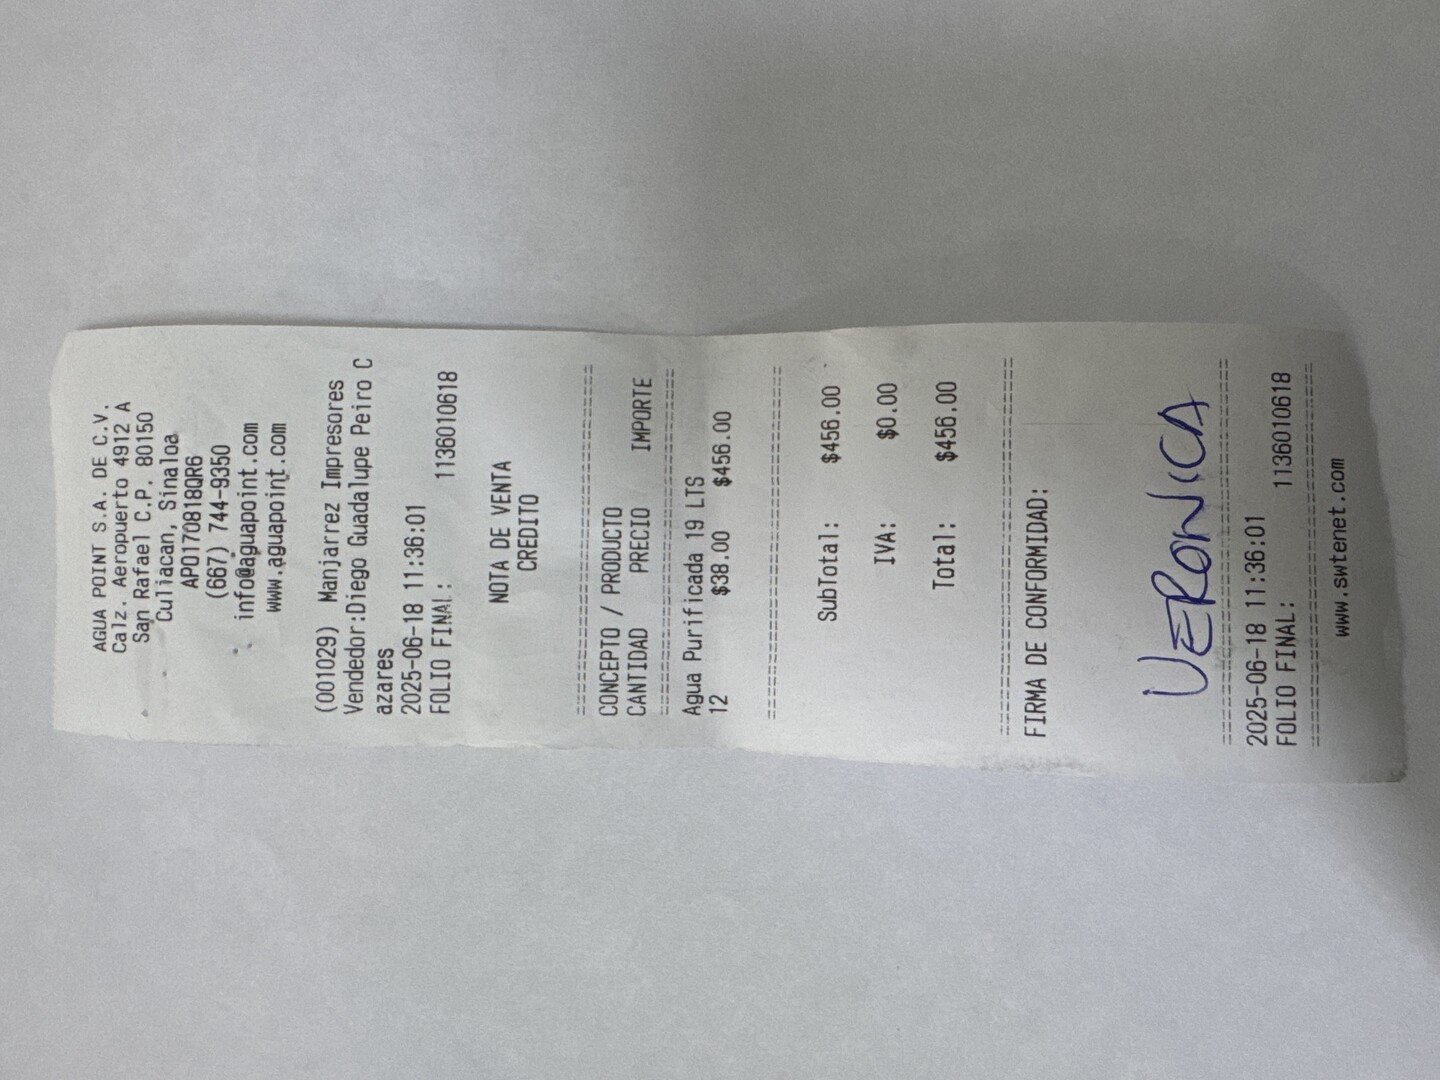 AGUA POINT S.A. DE C.V.
Calz. Aeropuerto 4912 A
San Rafael C.P. 80150
Culiacan, Sinaloa
APO170818QR6
(667) 744-9350
info@aguapoint.com
www.aguapoint.com
(001029) Manjarrez Impresores
Vendedor:Diego Guadalupe Peiro C
azares
2025-06-18 11:36:01
FOLIO FINAL: 1136010618
NOTA DE VENTA
CREDITO
================================
CONCEPTO / PRODUCTO
CANTIDAD PRECIO IMPORTE
================================
Agua Purificada 19 LTS
12 $38.00 $456.00
================================
SubTotal: $456.00
IVA: $0.00
Total: $456.00
================================
FIRMA DE CONFORMIDAD:
VERONICA
================================
2025-06-18 11:36:01
FOLIO FINAL: 1136010618
================================
www.swtenet.com